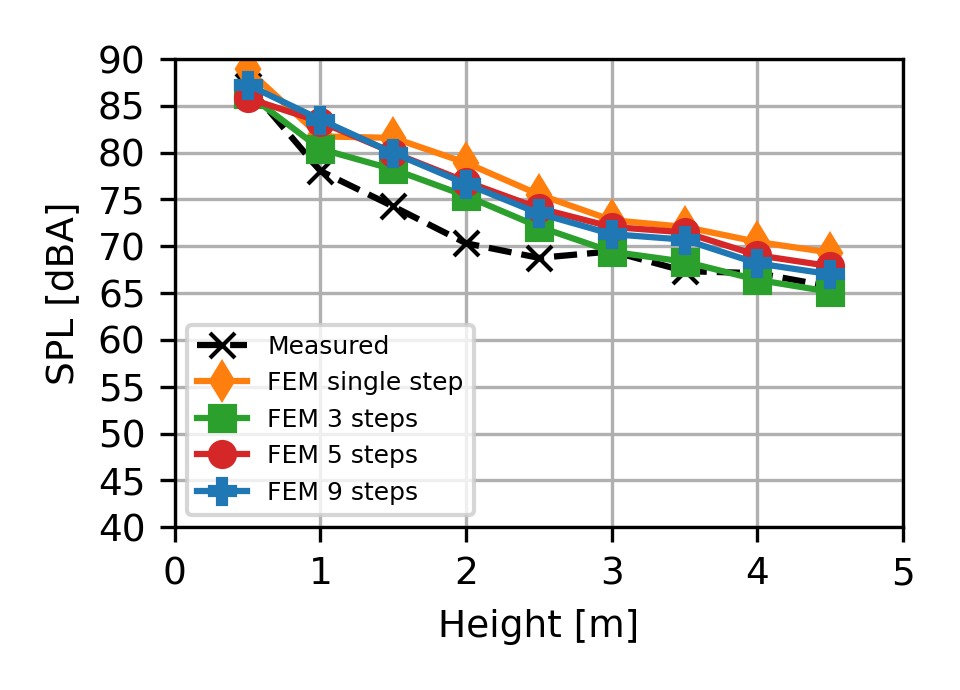 90
85
80
75
70
65
60
55
50
45
40
SPL [dBA]
Measured
FEM single step
FEM 3 steps
FEM 5 steps
FEM 9 steps
0 1 2 3 4 5
Height [m]